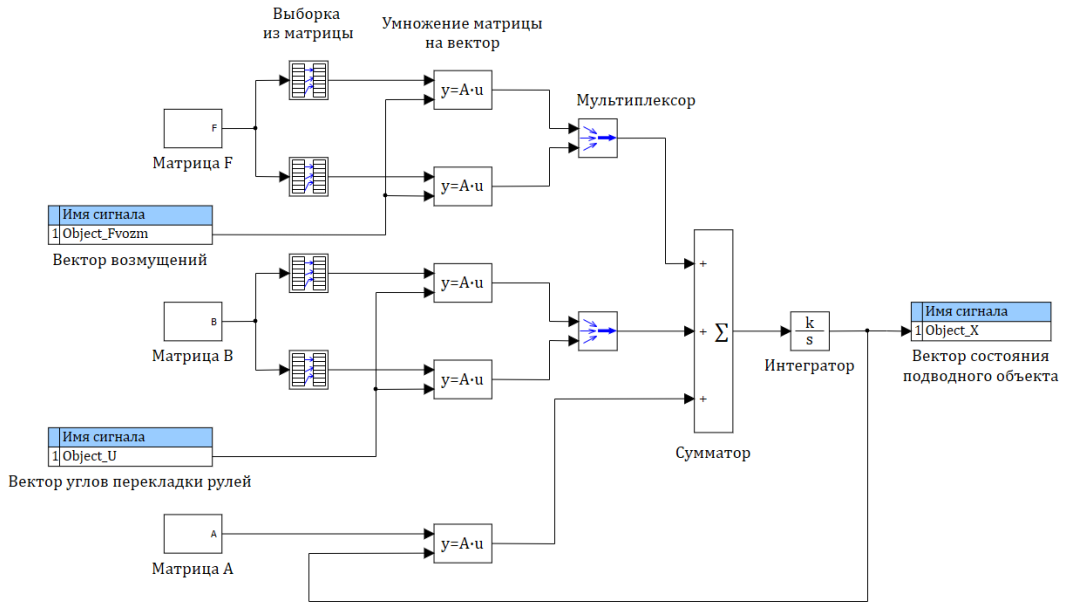 Выборка
из матрицы
Умножение матрицы
на вектор
y=A·u
Мультиплексор
F
Матрица F
y=A·u
Имя сигнала
1 Object_Fvozm
Вектор возмущений
+
y=A·u
B
Матрица B
+
Σ
k
s
Интегратор
Имя сигнала
1 Object_X
Вектор состояния
подводного объекта
y=A·u
+
Имя сигнала
1 Object_U
Вектор углов перекладки рулей
Сумматор
A
Матрица A
y=A·u